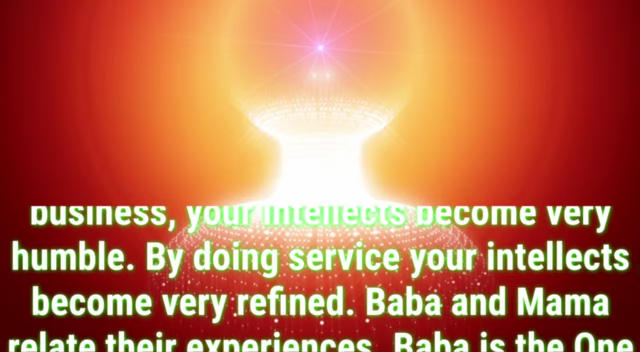 business, your intellects become very
humble. By doing service your intellects
become very refined. Baba and Mama
relate their experiences. Baba is the One